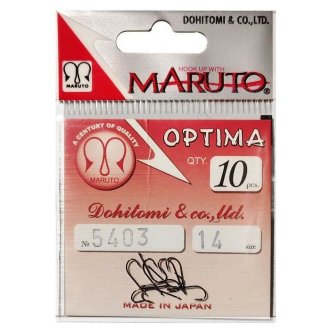 DOHITOMI & CO.,LTD.
HOOK UP WITH
MARUTO
MARUTO®
A CENTURY OF QUALITY
MARUTO
OPTIMA
QTY.
10 pcs.
Dohitomi & co., ltd.
№ 5403
14 size
MADE IN JAPAN